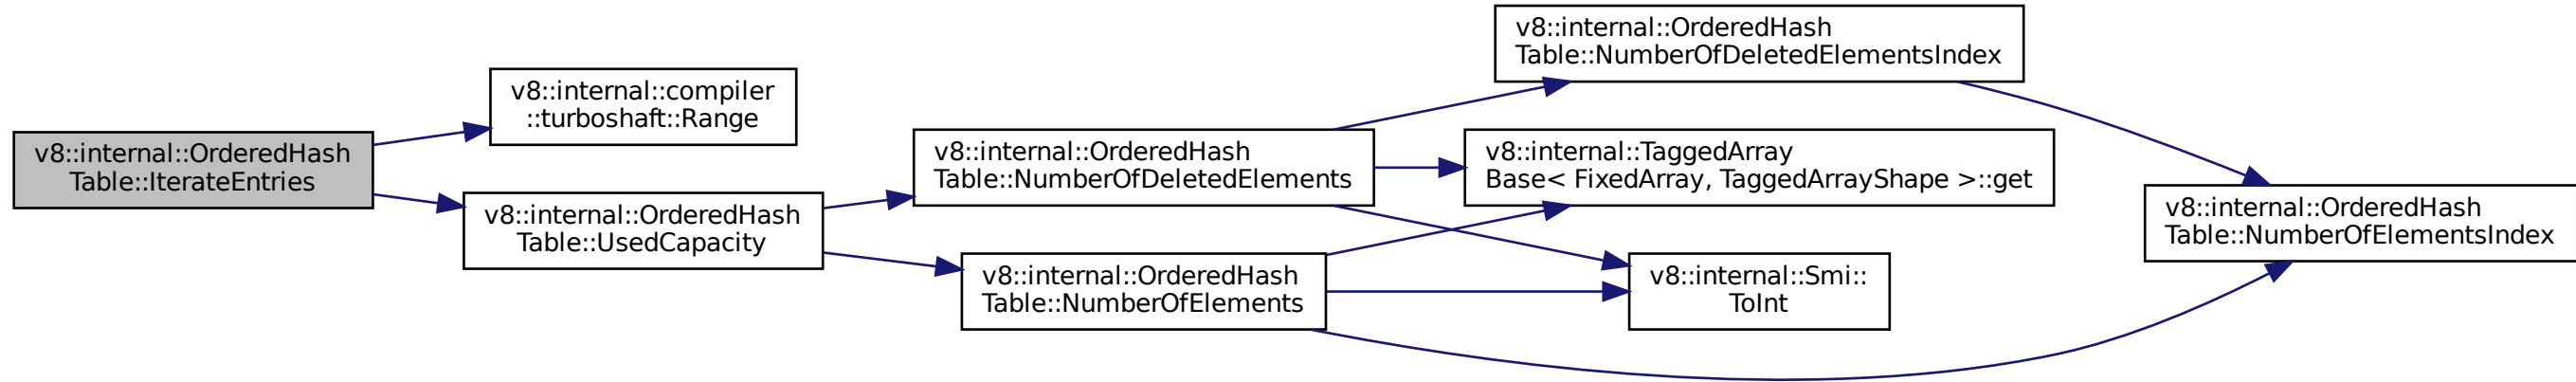 v8::internal::OrderedHash
Table::IterateEntries
v8::internal::compiler
::turboshaft::Range
v8::internal::OrderedHash
Table::UsedCapacity
v8::internal::OrderedHash
Table::NumberOfDeletedElements
v8::internal::OrderedHash
Table::NumberOfElements
v8::internal::OrderedHash
Table::NumberOfDeletedElementsIndex
v8::internal::TaggedArray
Base< FixedArray, TaggedArrayShape >::get
v8::internal::Smi::
ToInt
v8::internal::OrderedHash
Table::NumberOfElementsIndex